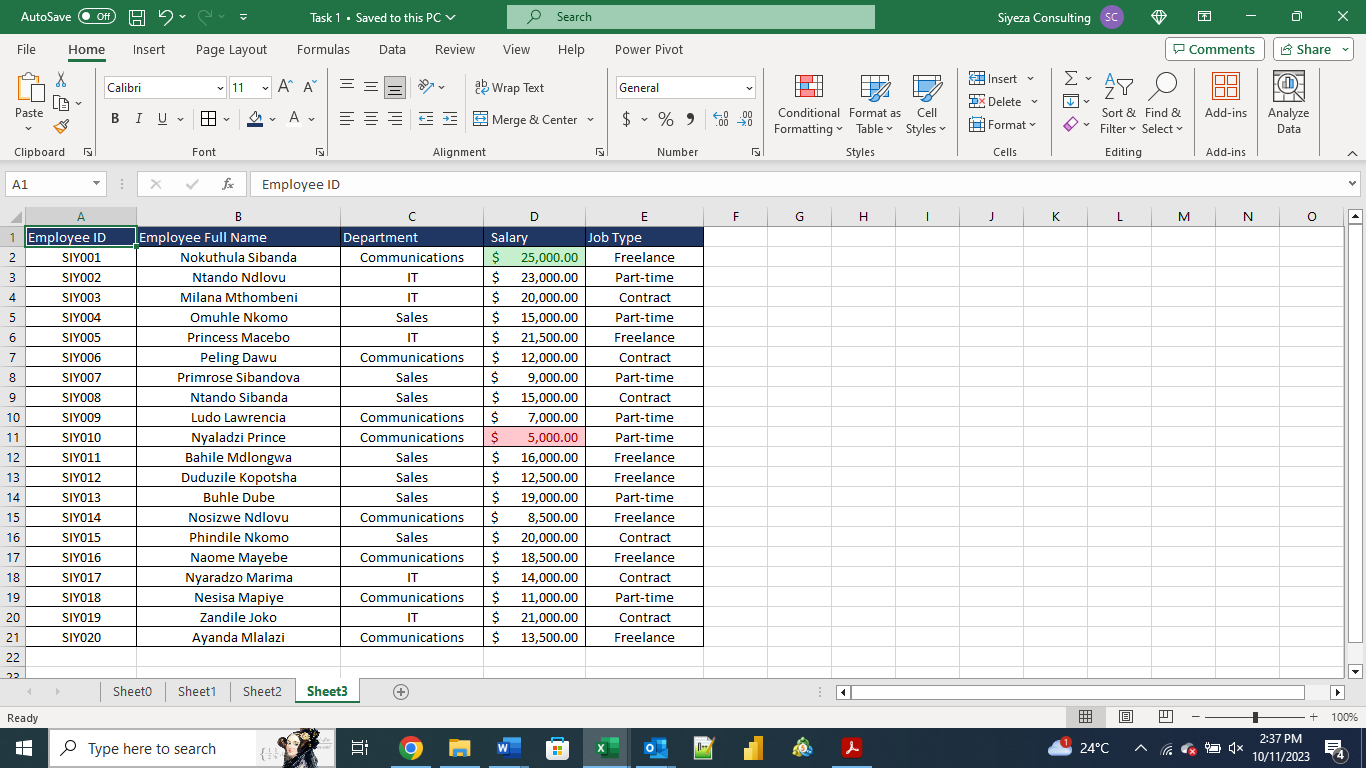 AutoSave Off Task 1 • Saved to this PC Search Siyeza Consulting SC
File Home Insert Page Layout Formulas Data Review View Help Power Pivot Comments Share
Paste Calibri 11 A A ab Wrap Text General Conditional Formatting Format as Table Cell Styles Insert Sort & Filter Find & Select Add-ins Analyze Data
Delete
B I U A Merge & Center $ % Format
Clipboard Font Alignment Number Styles Cells Editing Add-ins
A1 fx Employee ID
A B C D E F G H I J K L M N O
1 Employee ID Employee Full Name Department Salary Job Type
2 SIY001 Nokuthula Sibanda Communications $ 25,000.00 Freelance
3 SIY002 Ntando Ndlovu IT $ 23,000.00 Part-time
4 SIY003 Milana Mthombeni IT $ 20,000.00 Contract
5 SIY004 Omuhle Nkomo Sales $ 15,000.00 Part-time
6 SIY005 Princess Macebo IT $ 21,500.00 Freelance
7 SIY006 Peling Dawu Communications $ 12,000.00 Contract
8 SIY007 Primrose Sibandova Sales $ 9,000.00 Part-time
9 SIY008 Ntando Sibanda Sales $ 15,000.00 Contract
10 SIY009 Ludo Lawrencia Communications $ 7,000.00 Part-time
11 SIY010 Nyaladzi Prince Communications $ 5,000.00 Part-time
12 SIY011 Bahile Mdlongwa Sales $ 16,000.00 Freelance
13 SIY012 Duduzile Kopotsha Sales $ 12,500.00 Freelance
14 SIY013 Buhle Dube Sales $ 19,000.00 Part-time
15 SIY014 Nosizwe Ndlovu Communications $ 8,500.00 Freelance
16 SIY015 Phindile Nkomo Sales $ 20,000.00 Contract
17 SIY016 Naome Mayebe Communications $ 18,500.00 Freelance
18 SIY017 Nyaradzo Marima IT $ 14,000.00 Contract
19 SIY018 Nesisa Mapiye Communications $ 11,000.00 Part-time
20 SIY019 Zandile Joko IT $ 21,000.00 Contract
21 SIY020 Ayanda Mlalazi Communications $ 13,500.00 Freelance
22
23
Sheet0 Sheet1 Sheet2 Sheet3
Ready 100%
Type here to search 24°C 2:37 PM
10/11/2023 4